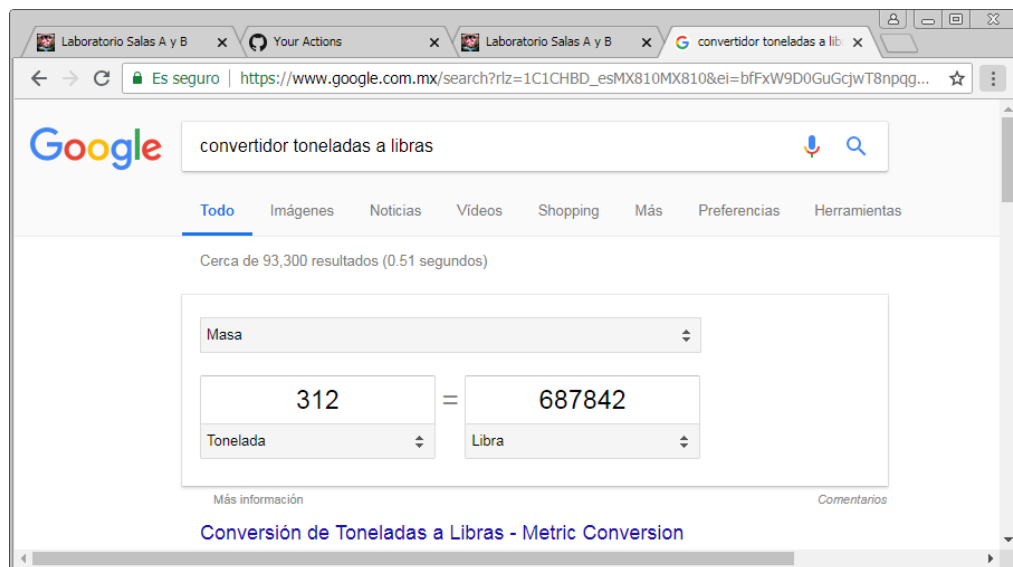 Laboratorio Salas A y B
Your Actions
Laboratorio Salas A y B
convertidor toneladas a lib
Es seguro | https://www.google.com.mx/search?rlz=1C1CHBD_esMX810MX810&ei=bfFxW9D0GuGcjwT8npqg...
Google
convertidor toneladas a libras
Todo Imágenes Noticias Vídeos Shopping Más Preferencias Herramientas
Cerca de 93,300 resultados (0.51 segundos)
Masa
312 = 687842
Tonelada Libra
Más información Comentarios
Conversión de Toneladas a Libras - Metric Conversion